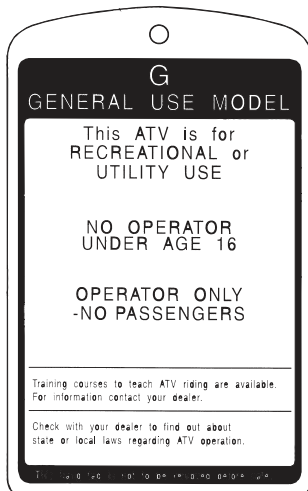 G
GENERAL USE MODEL
This ATV is for
RECREATIONAL or
UTILITY USE
NO OPERATOR
UNDER AGE 16
OPERATOR ONLY
-NO PASSENGERS
Training courses to teach ATV riding are available.
For information contact your dealer.
Check with your dealer to find out about
state or local laws regarding ATV operation.